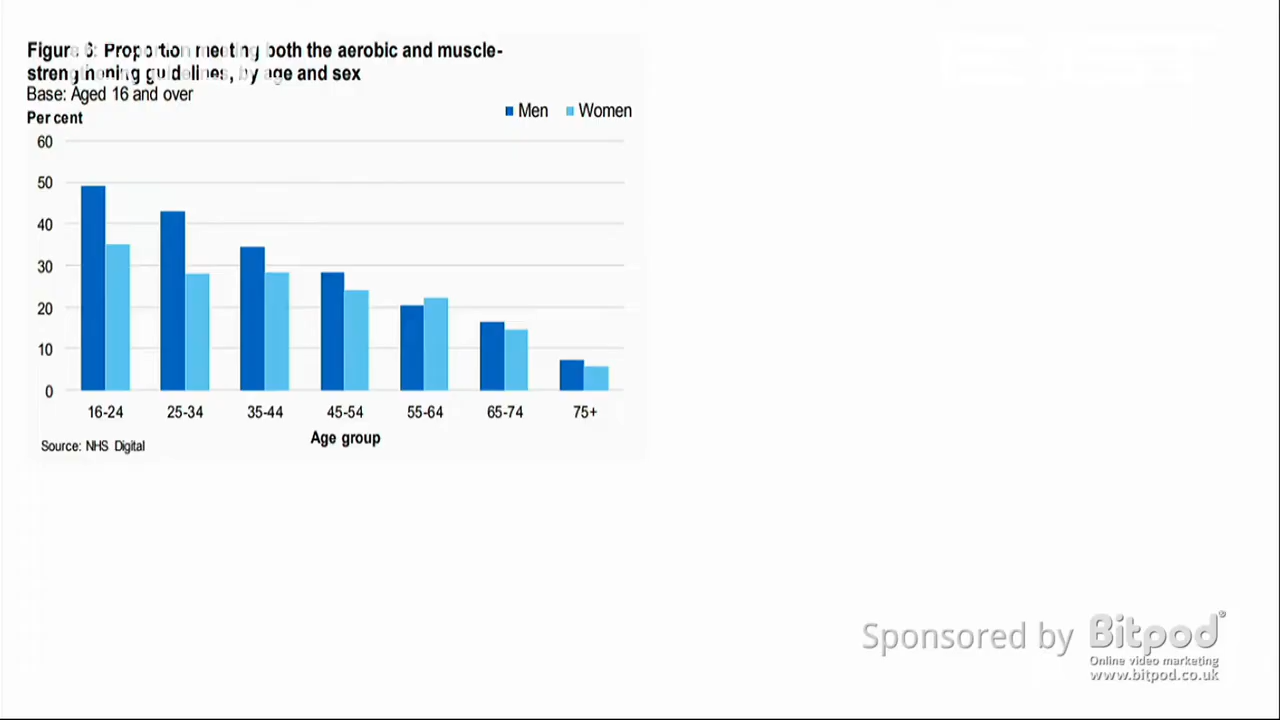 Figure 6: Proportion meeting both the aerobic and muscle-
strengthening guidelines, by age and sex
Base: Aged 16 and over
Per cent
Men Women
60
50
40
30
20
10
0
16-24 25-34 35-44 45-54 55-64 65-74 75+
Age group
Source: NHS Digital
Sponsored by Bitpod®
Online video marketing
www.bitpod.co.uk